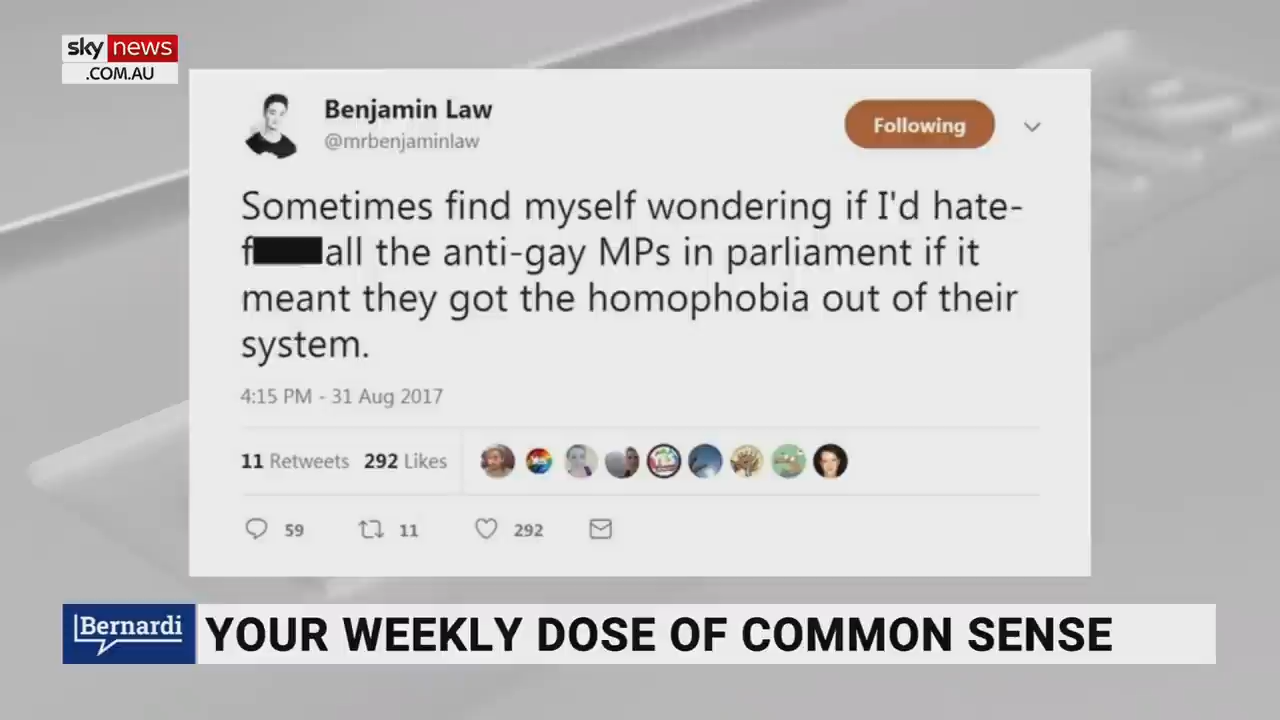 sky news
.COM.AU
Benjamin Law
@mrbenjaminlaw
Following
Sometimes find myself wondering if I'd hate-
f all the anti-gay MPs in parliament if it
meant they got the homophobia out of their
system.
4:15 PM - 31 Aug 2017
11 Retweets 292 Likes
59 11 292
Bernardi
YOUR WEEKLY DOSE OF COMMON SENSE